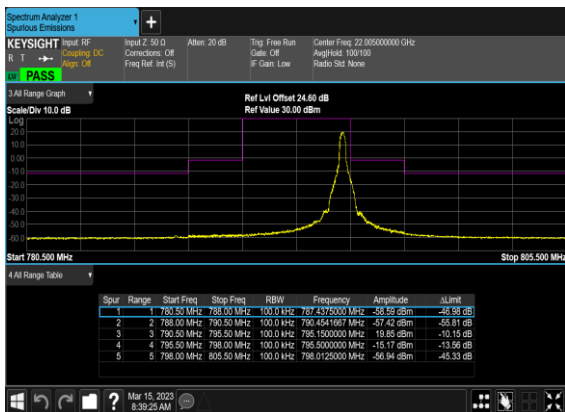 Spectrum Analyzer 1
Spurious Emissions
KEYSIGHT Input: RF Input Z: 50 Ω Atten: 20 dB Trig: Free Run Center Freq: 22.005000000 GHz
R T Coupling: DC Corrections: Off Gate: Off Avg|Hold: 100/100
Align: Off Freq Ref: Int (S) IF Gain: Low Radio Std: None
PASS
3 All Range Graph
Ref Lvl Offset 24.60 dB
Scale/Div 10.0 dB Ref Value 30.00 dBm
Log
20.0
10.0
0.00
-10.0
-20.0
-30.0
-40.0
-50.0
-60.0
Start 780.500 MHz Stop 805.500 MHz
4 All Range Table
Spur Range Start Freq Stop Freq RBW Frequency Amplitude ΔLimit
1 1 780.50 MHz 788.00 MHz 100.0 kHz 787.4375000 MHz -58.59 dBm -46.98 dB
2 2 788.00 MHz 790.50 MHz 100.0 kHz 790.4541667 MHz -57.42 dBm -55.81 dB
3 3 790.50 MHz 795.50 MHz 100.0 kHz 795.1500000 MHz 19.85 dBm -10.15 dB
4 4 795.50 MHz 798.00 MHz 100.0 kHz 795.5000000 MHz -15.17 dBm -13.56 dB
5 5 798.00 MHz 805.50 MHz 100.0 kHz 798.0125000 MHz -56.94 dBm -45.33 dB
? Mar 15, 2023
8:39:25 AM